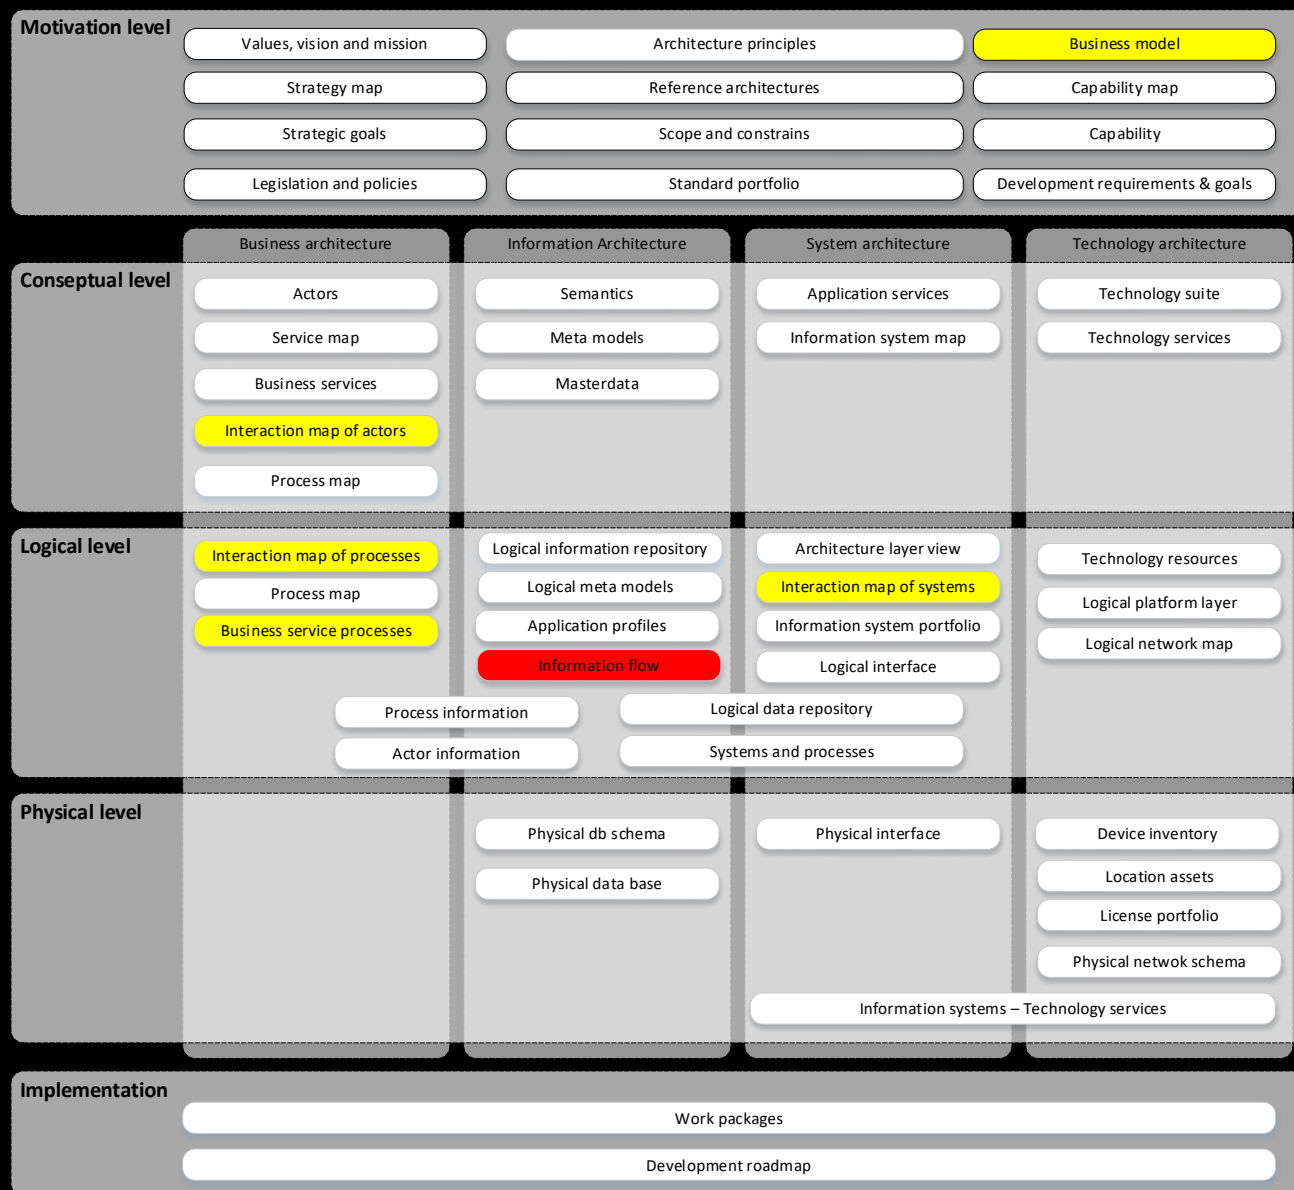 Motivation level
Values, vision and mission
Architecture principles
Business model
Strategy map
Reference architectures
Capability map
Strategic goals
Scope and constrains
Capability
Legislation and policies
Standard portfolio
Development requirements & goals
Business architecture
Information Architecture
System architecture
Technology architecture
Conseptual level
Actors
Semantics
Application services
Technology suite
Service map
Meta models
Information system map
Technology services
Business services
Masterdata
Interaction map of actors
Process map
Logical level
Interaction map of processes
Logical information repository
Architecture layer view
Technology resources
Process map
Logical meta models
Interaction map of systems
Logical platform layer
Business service processes
Application profiles
Information system portfolio
Logical network map
Information flow
Logical interface
Process information
Logical data repository
Actor information
Systems and processes
Physical level
Physical db schema
Physical interface
Device inventory
Physical data base
Location assets
License portfolio
Physical netwok schema
Information systems – Technology services
Implementation
Work packages
Development roadmap